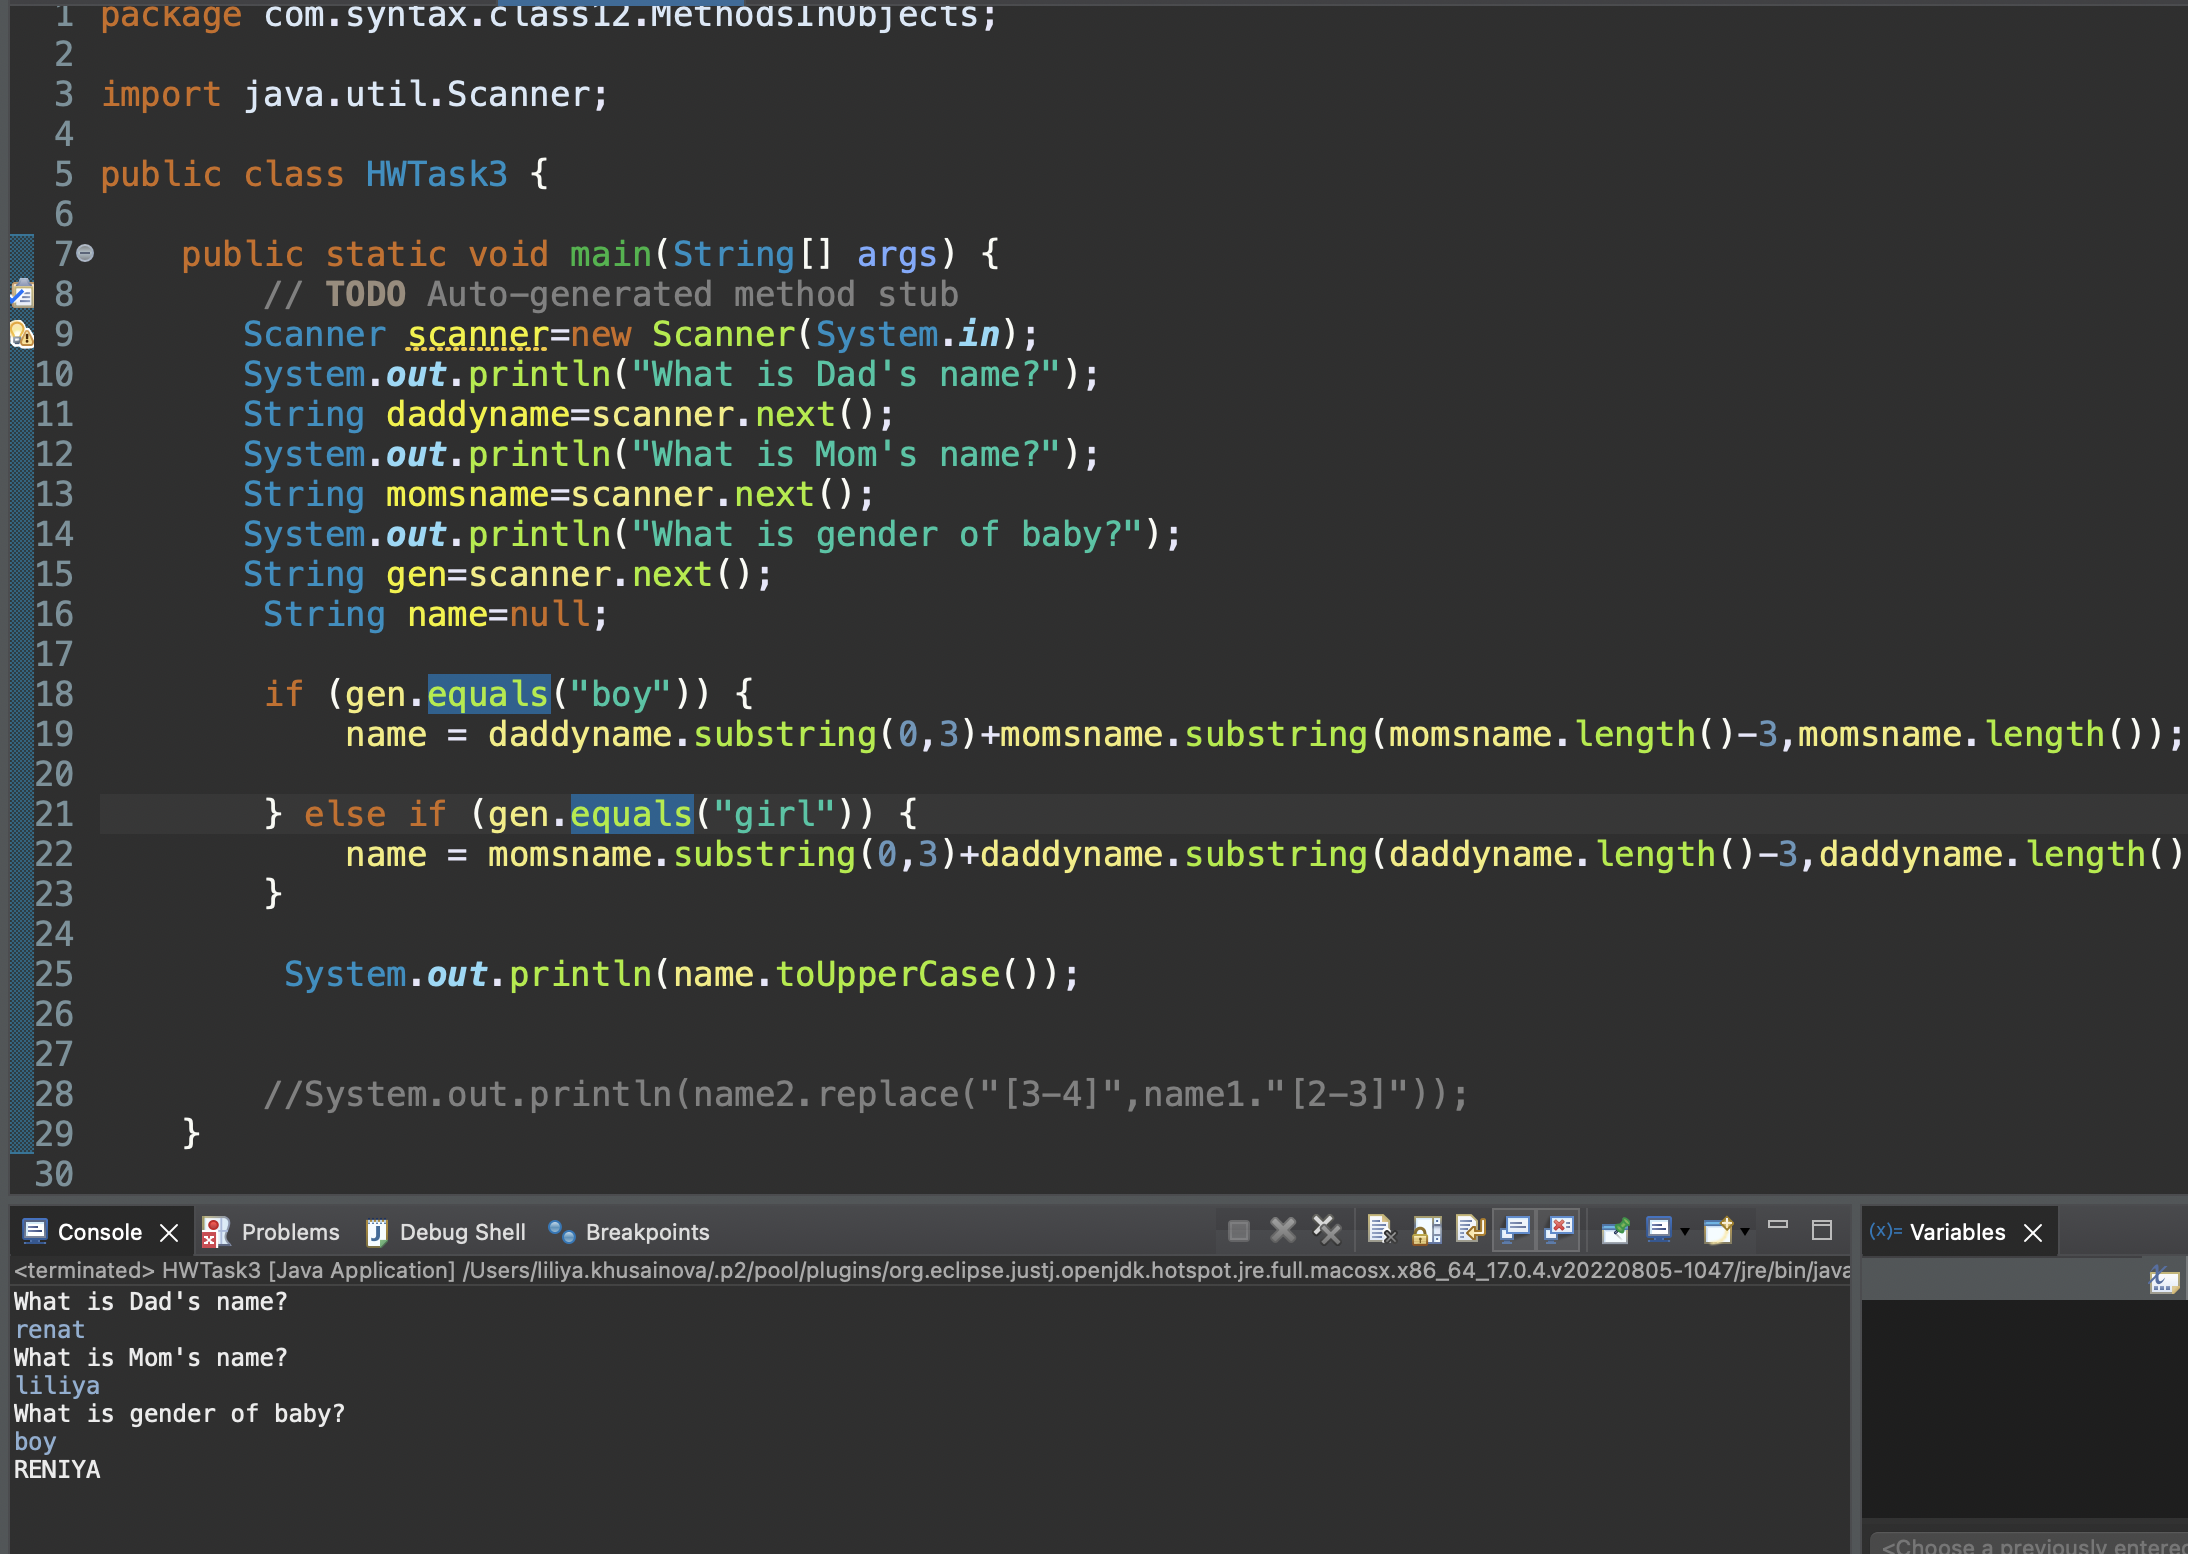 1 package com.syntax.class12.MethodsInObjects;
2
3 import java.util.Scanner;
4
5 public class HWTask3 {
6
7 public static void main(String[] args) {
8 // TODO Auto-generated method stub
9 Scanner scanner=new Scanner(System.in);
10 System.out.println("What is Dad's name?");
11 String daddyname=scanner.next();
12 System.out.println("What is Mom's name?");
13 String momsname=scanner.next();
14 System.out.println("What is gender of baby?");
15 String gen=scanner.next();
16 String name=null;
17
18 if (gen.equals("boy")) {
19 name = daddyname.substring(0,3)+momsname.substring(momsname.length()-3,momsname.length());
20
21 } else if (gen.equals("girl")) {
22 name = momsname.substring(0,3)+daddyname.substring(daddyname.length()-3,daddyname.length()
23 }
24
25 System.out.println(name.toUpperCase());
26
27
28 //System.out.println(name2.replace("[3-4]",name1."[2-3]"));
29 }
30
Console Problems Debug Shell Breakpoints (x)= Variables
<terminated> HWTask3 [Java Application] /Users/liliya.khusainova/.p2/pool/plugins/org.eclipse.justj.openjdk.hotspot.jre.full.macosx.x86_64_17.0.4.v20220805-1047/jre/bin/java
What is Dad's name?
renat
What is Mom's name?
liliya
What is gender of baby?
boy
RENIYA
<Choose a previously entered